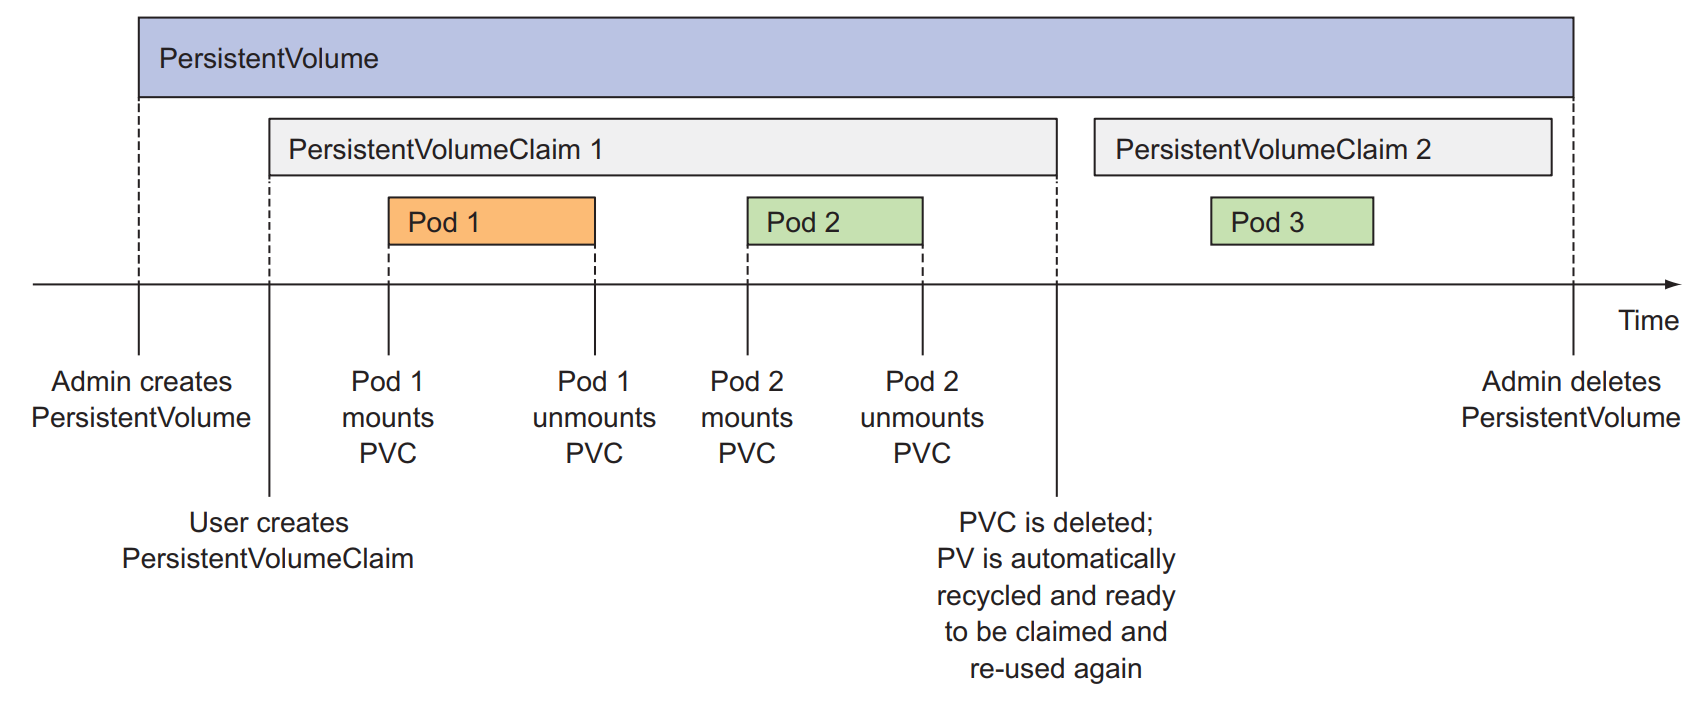 PersistentVolume
PersistentVolumeClaim 1
PersistentVolumeClaim 2
Pod 1
Pod 2
Pod 3
Time
Admin creates
PersistentVolume
Pod 1
mounts
PVC
Pod 1
unmounts
PVC
Pod 2
mounts
PVC
Pod 2
unmounts
PVC
Admin deletes
PersistentVolume
User creates
PersistentVolumeClaim
PVC is deleted;
PV is automatically
recycled and ready
to be claimed and
re-used again